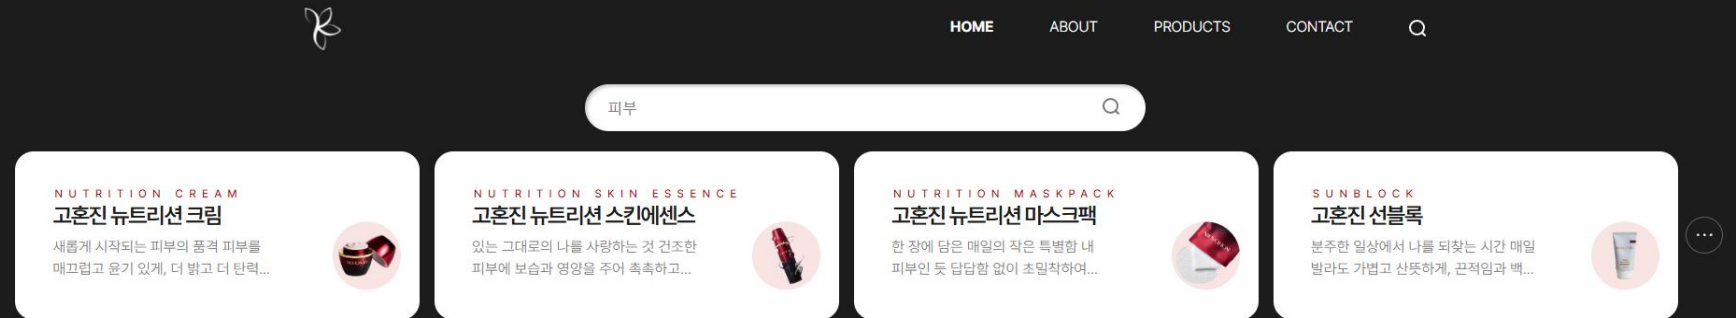 HOME ABOUT PRODUCTS CONTACT
피부
NUTRITION CREAM
고혼진 뉴트리션 크림
새롭게 시작되는 피부의 품격 피부를
매끄럽고 윤기 있게, 더 밝고 더 탄력...
NUTRITION SKIN ESSENCE
고혼진 뉴트리션 스킨에센스
있는 그대로의 나를 사랑하는 것 건조한
피부에 보습과 영양을 주어 촉촉하고...
NUTRITION MASKPACK
고혼진 뉴트리션 마스크팩
한 장에 담은 매일의 작은 특별함 내
피부인 듯 답답함 없이 초밀착하여...
SUNBLOCK
고혼진 선블록
분주한 일상에서 나를 되찾는 시간 매일
발라도 가볍고 산뜻하게, 끈적임과 백...